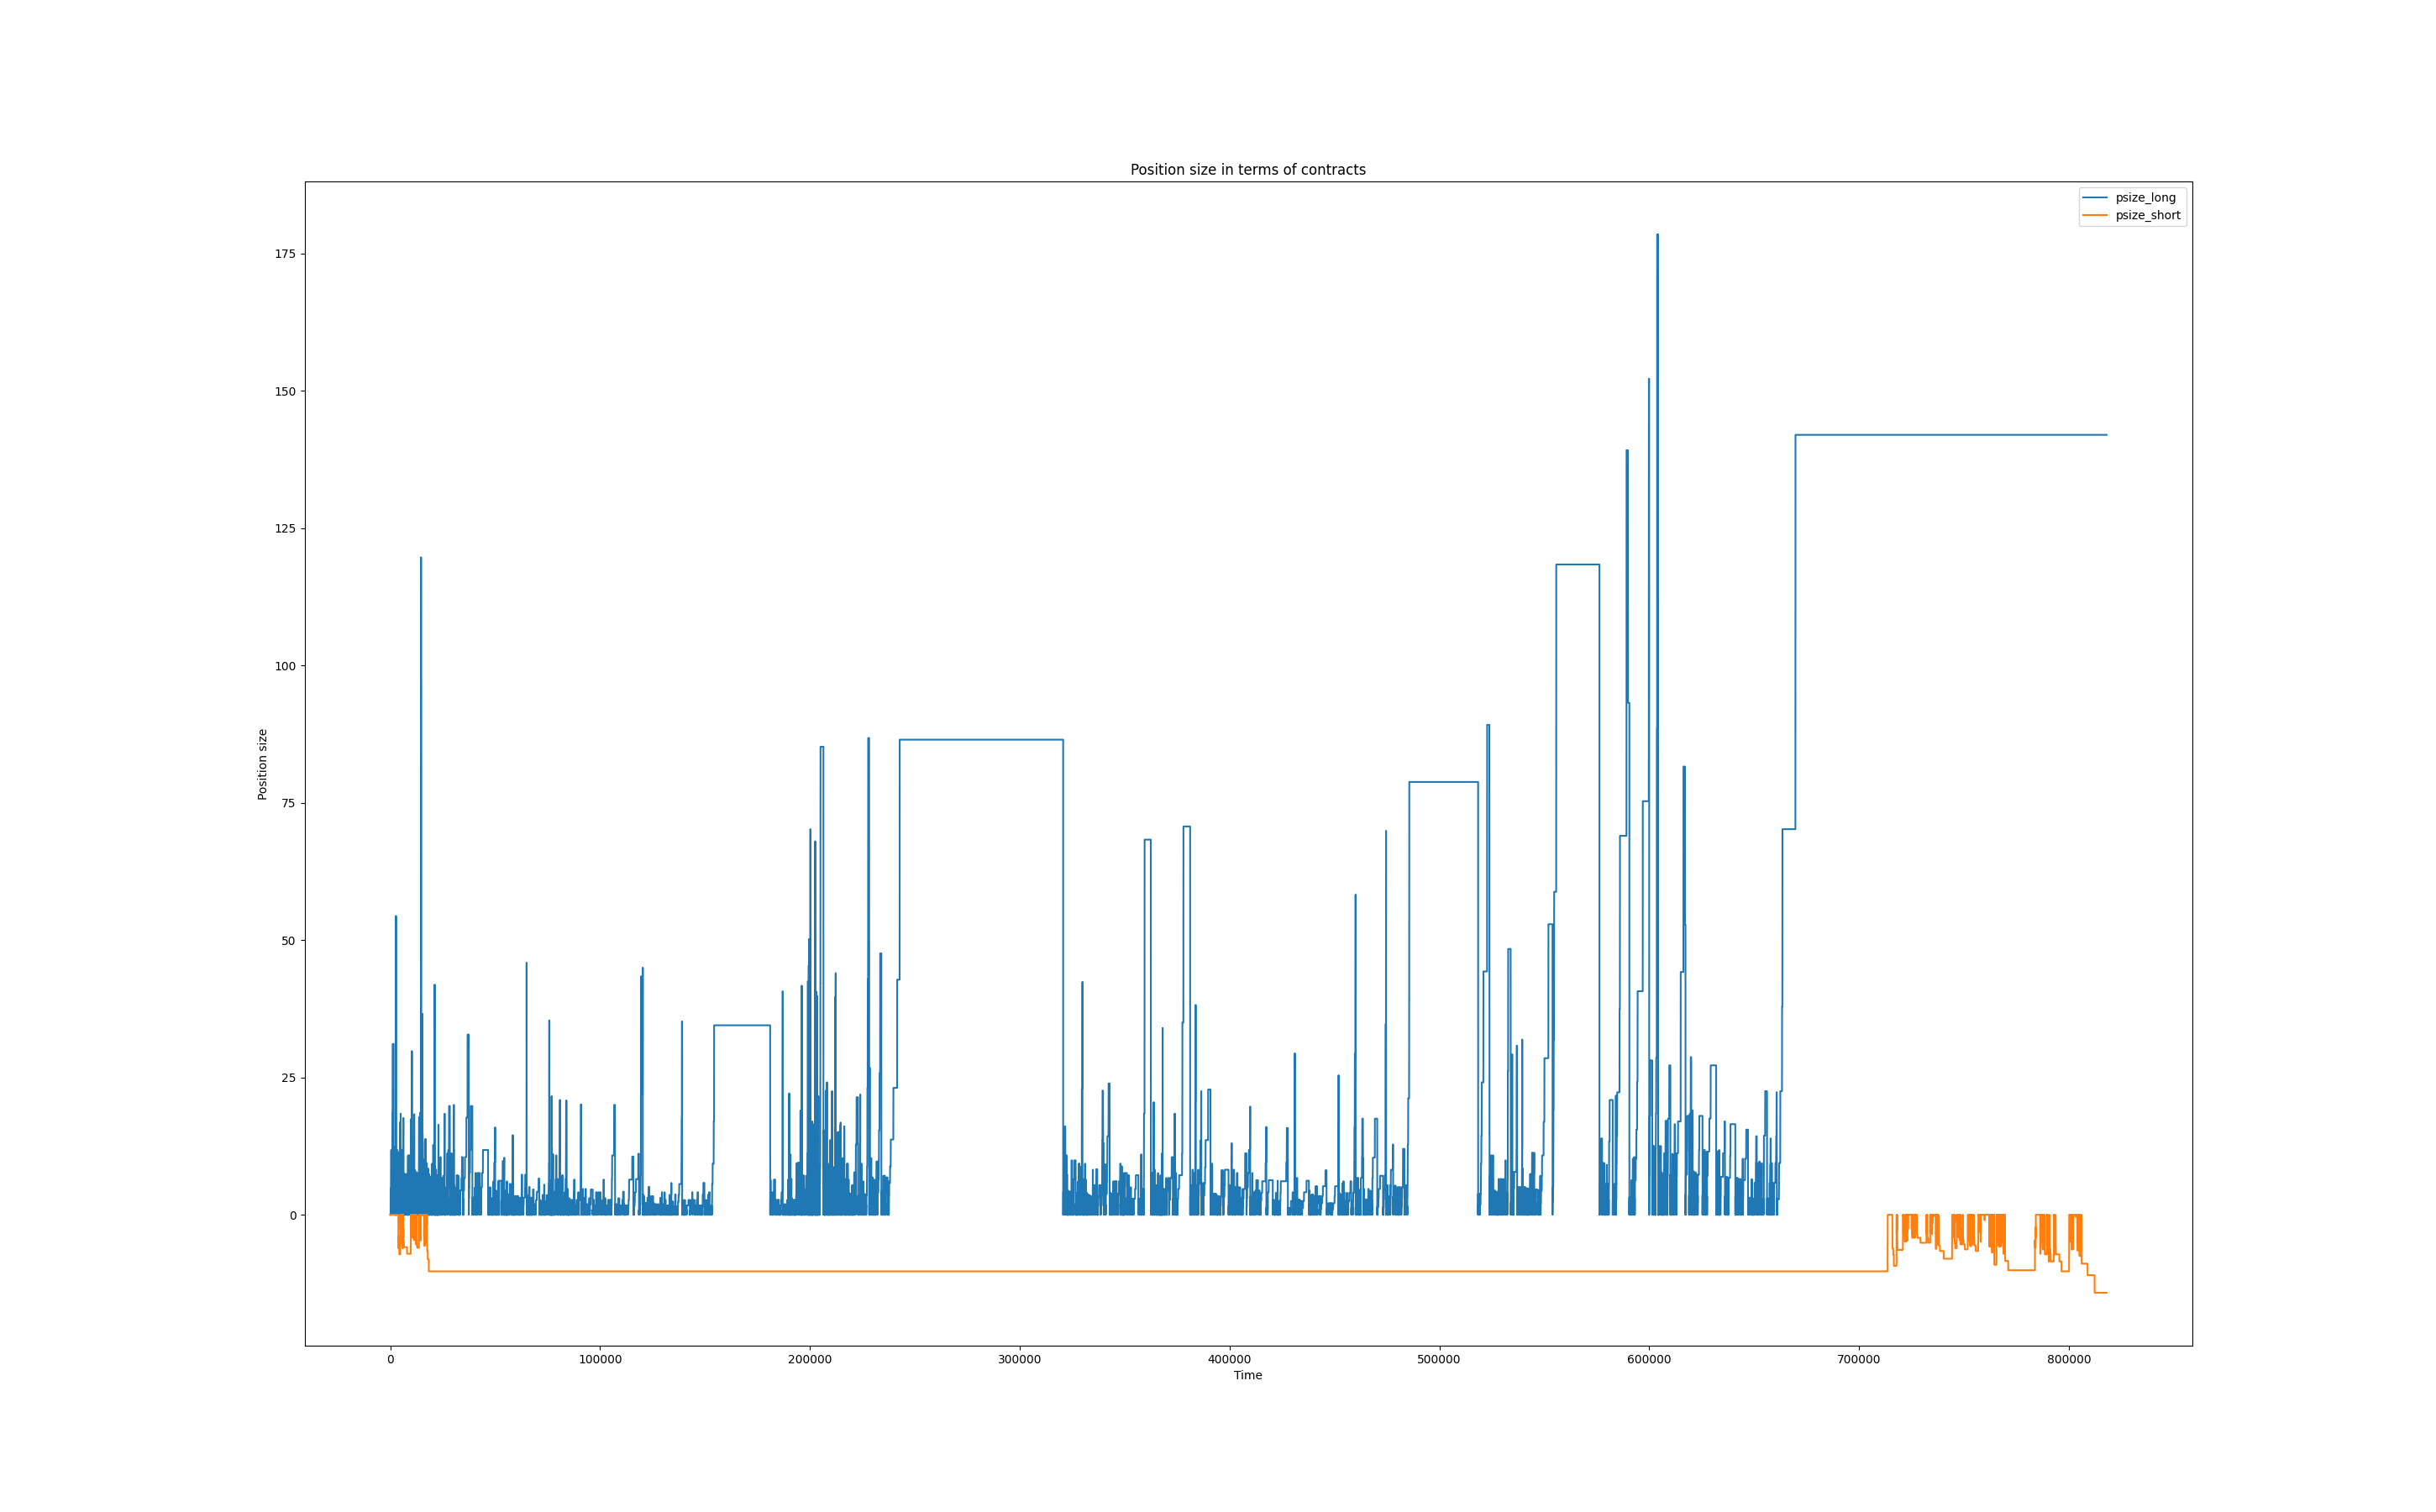 Position size in terms of contracts
psize_long
psize_short
175
150
125
100
75
50
25
0
Position size
0 100000 200000 300000 400000 500000 600000 700000 800000
Time